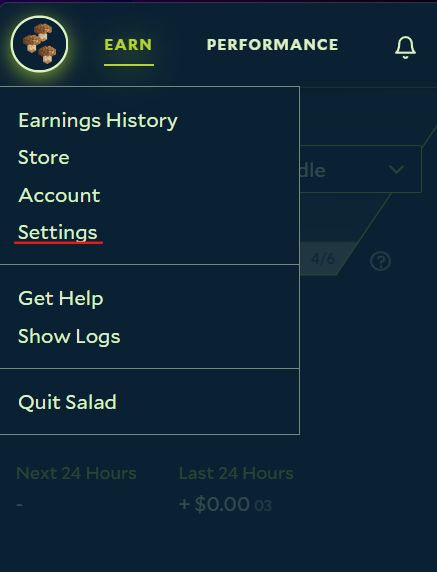 EARN PERFORMANCE
Earnings History
Store
Account
Settings
dle
4/6
Get Help
Show Logs
Quit Salad
Next 24 Hours Last 24 Hours
- + $0.00 03